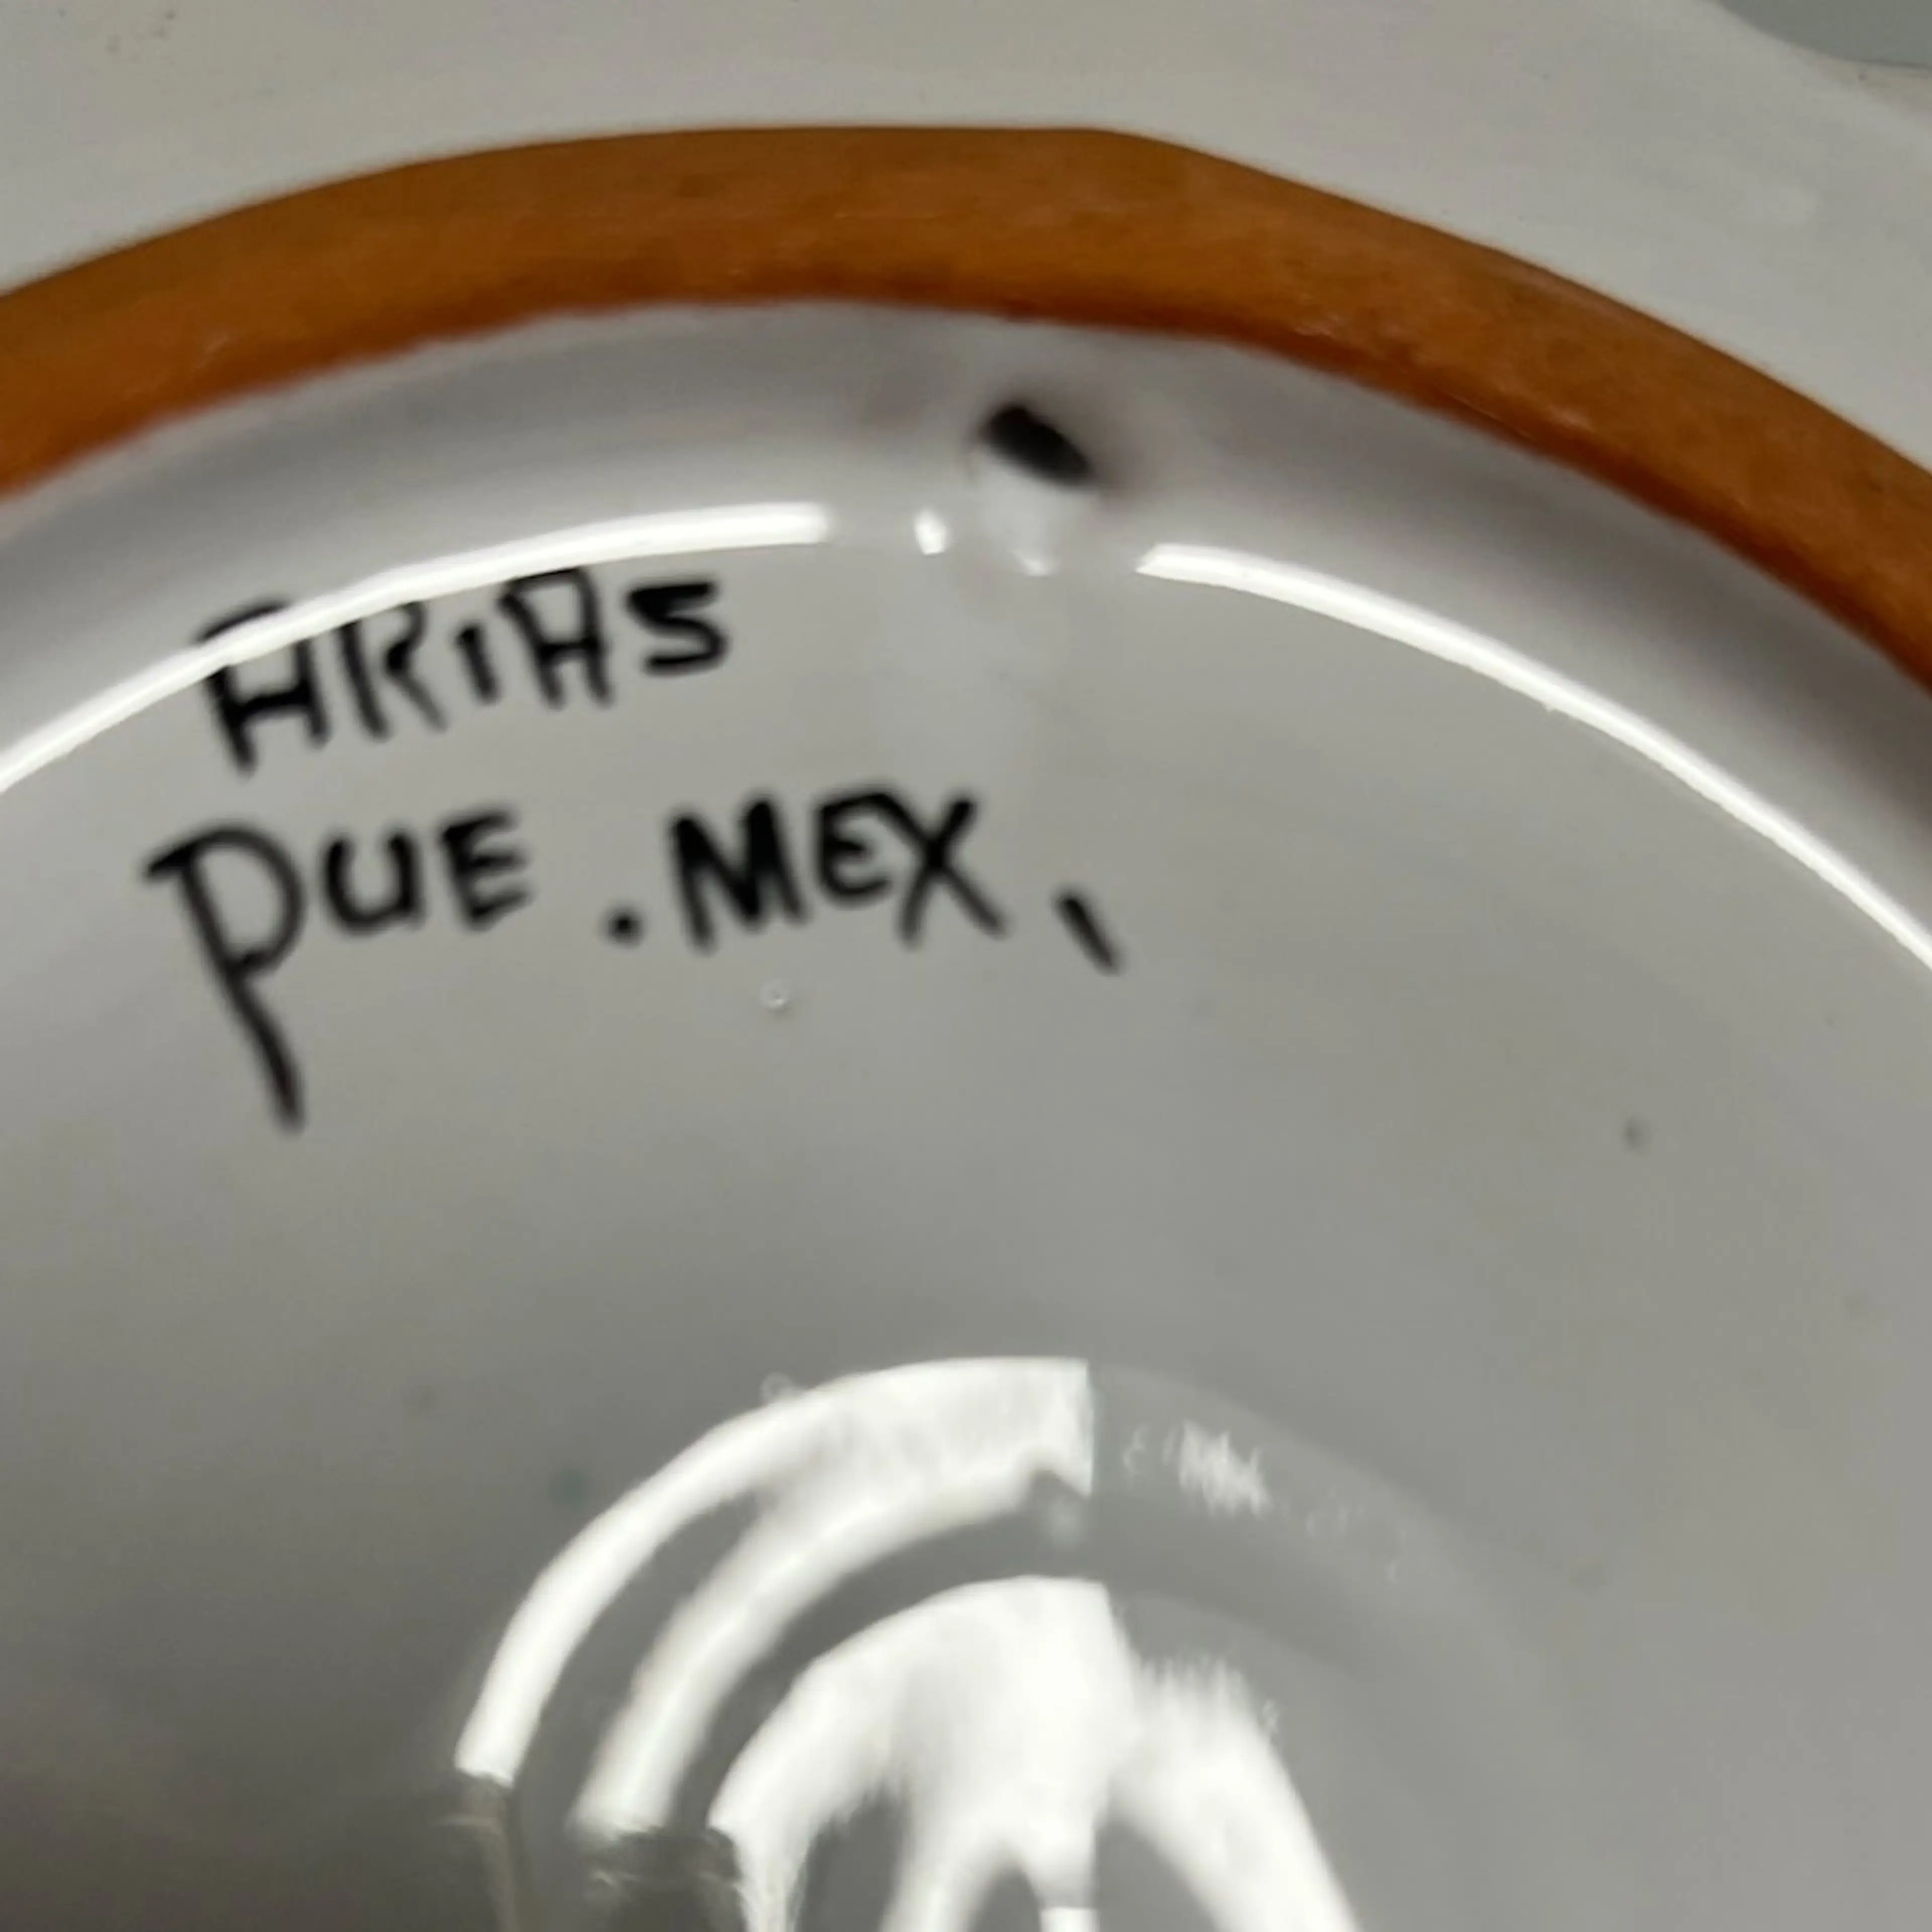 ARiAS
PUE . MEX,